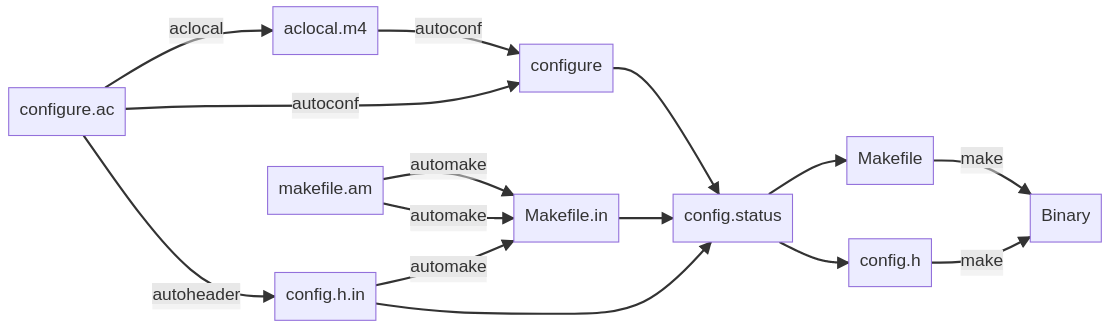 aclocal
aclocal.m4
autoconf
configure
configure.ac
autoconf
automake
makefile.am
automake
Makefile.in
automake
autoheader
config.h.in
config.status
Makefile
make
config.h
make
Binary